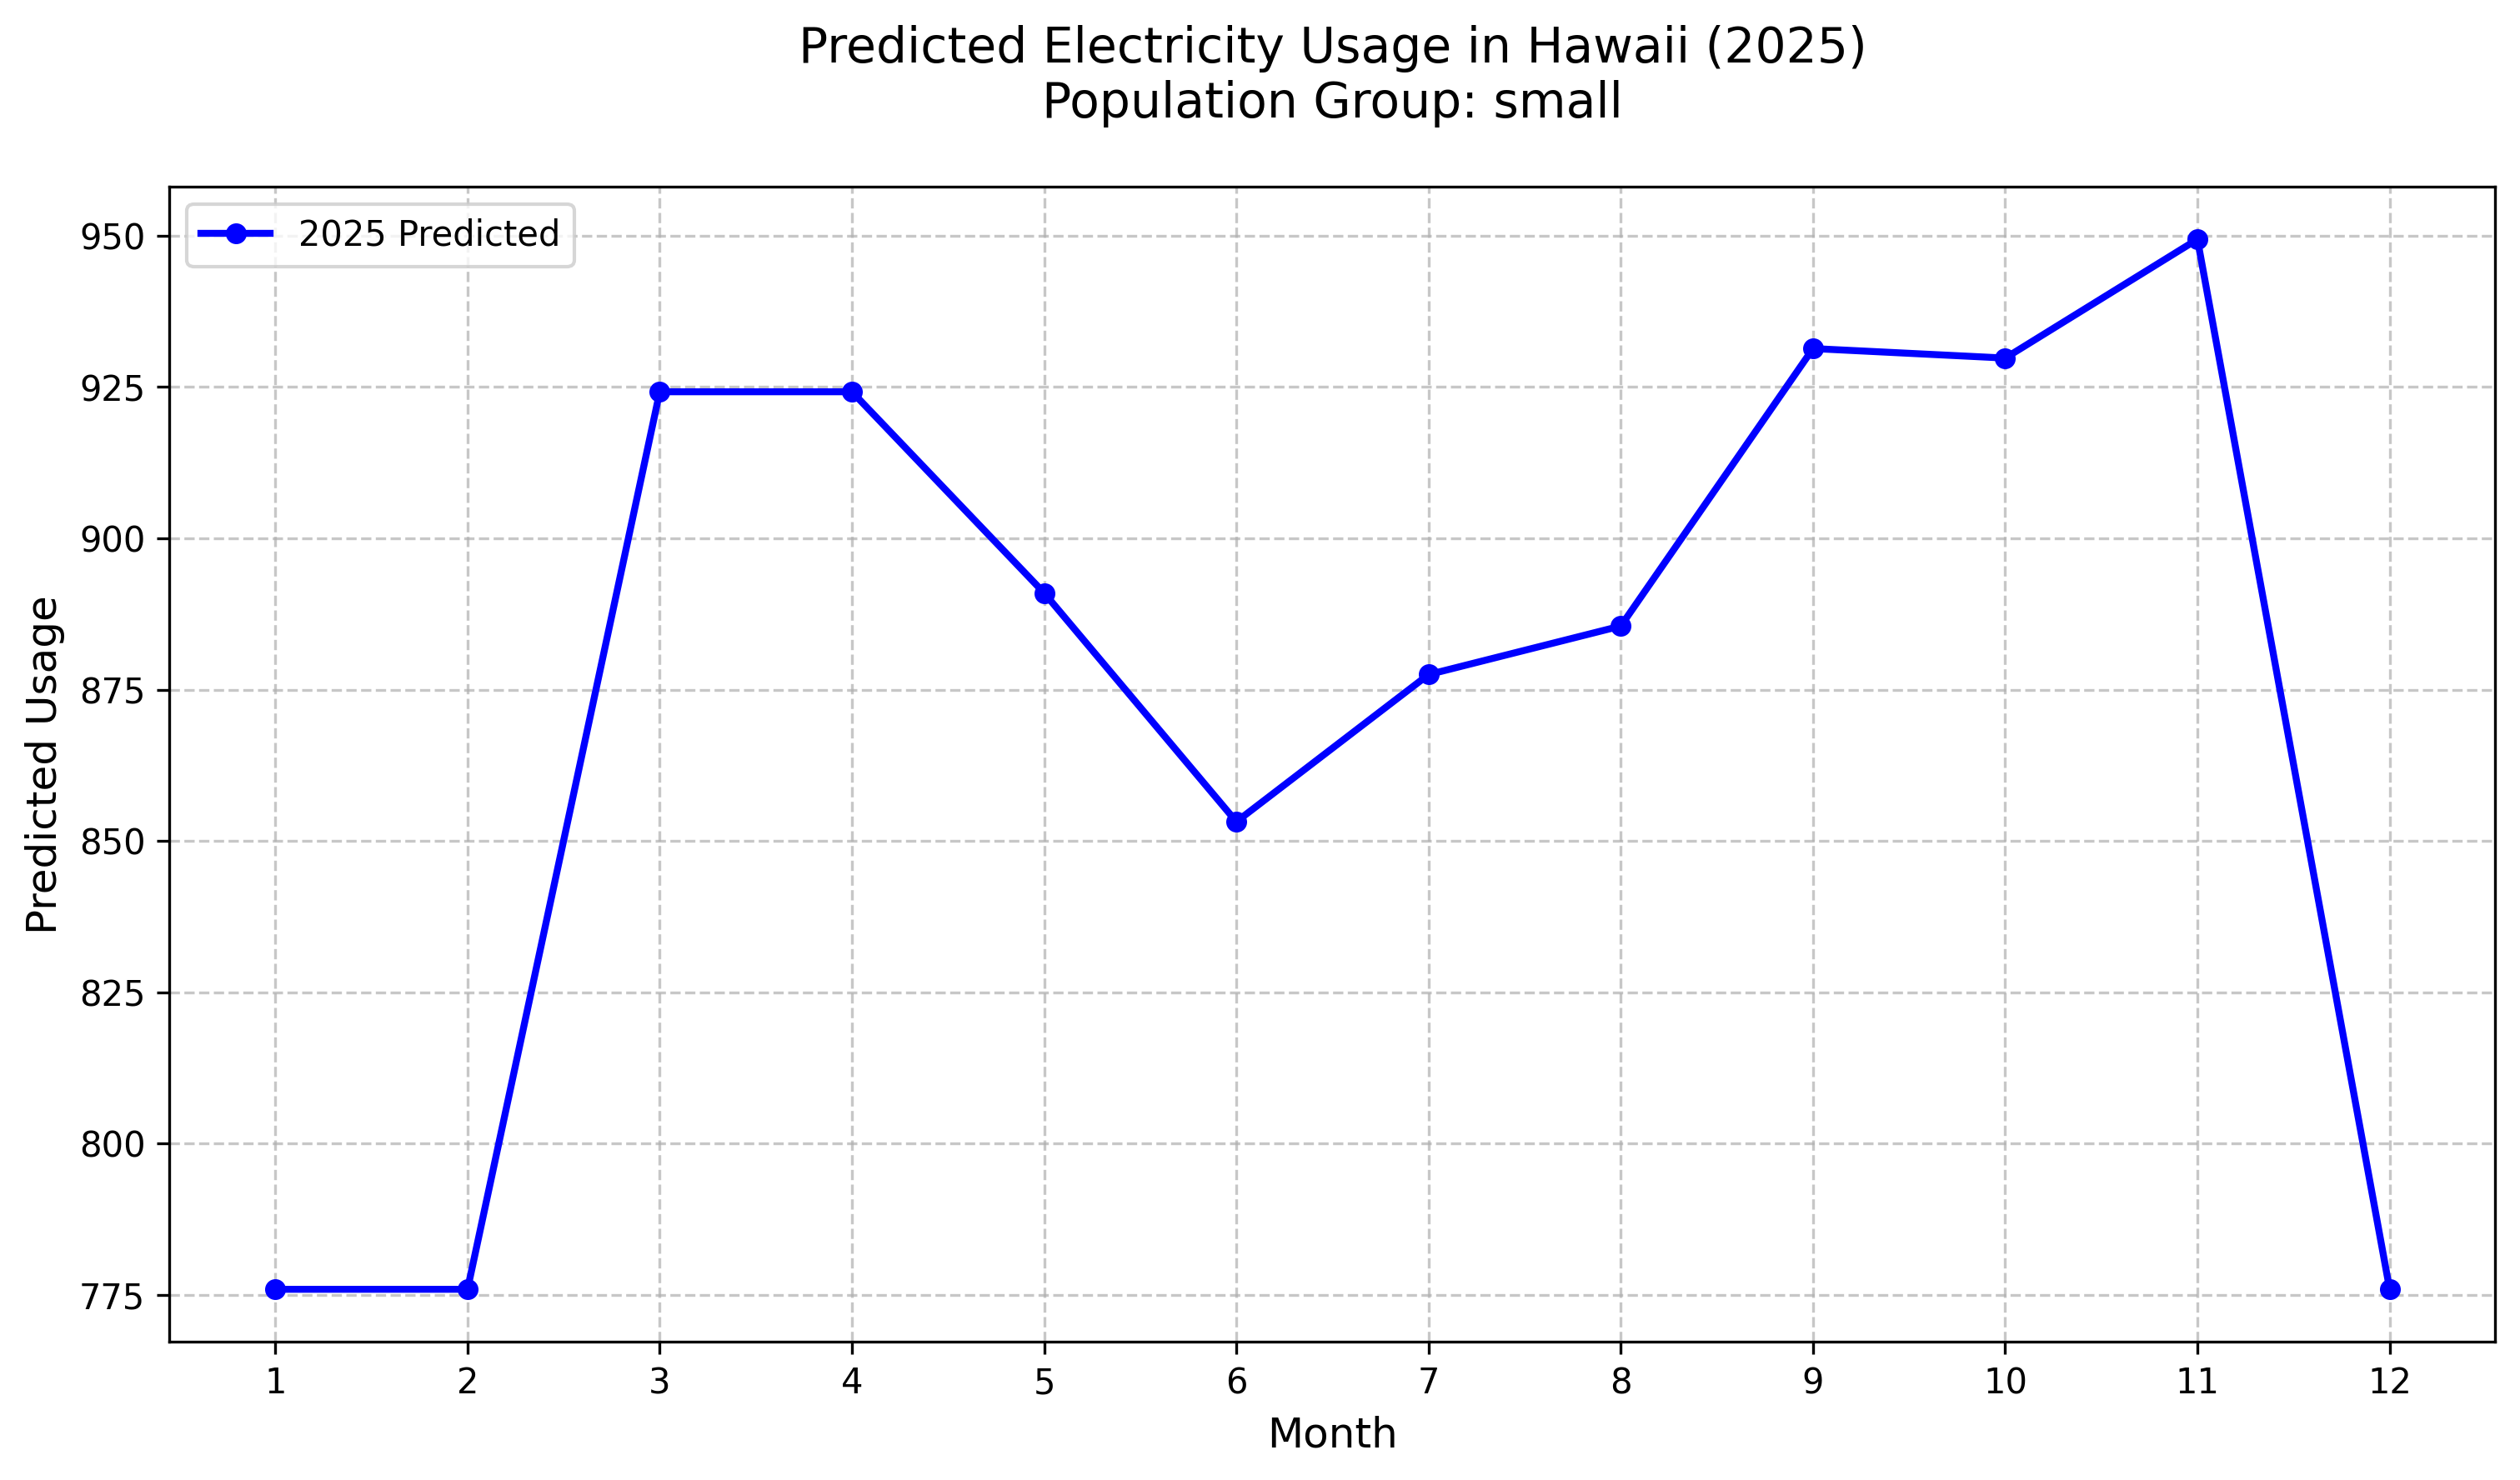 Predicted Electricity Usage in Hawaii (2025)
Population Group: small
2025 Predicted
950
925
900
875
850
825
800
775
Predicted Usage
1 2 3 4 5 6 7 8 9 10 11 12
Month